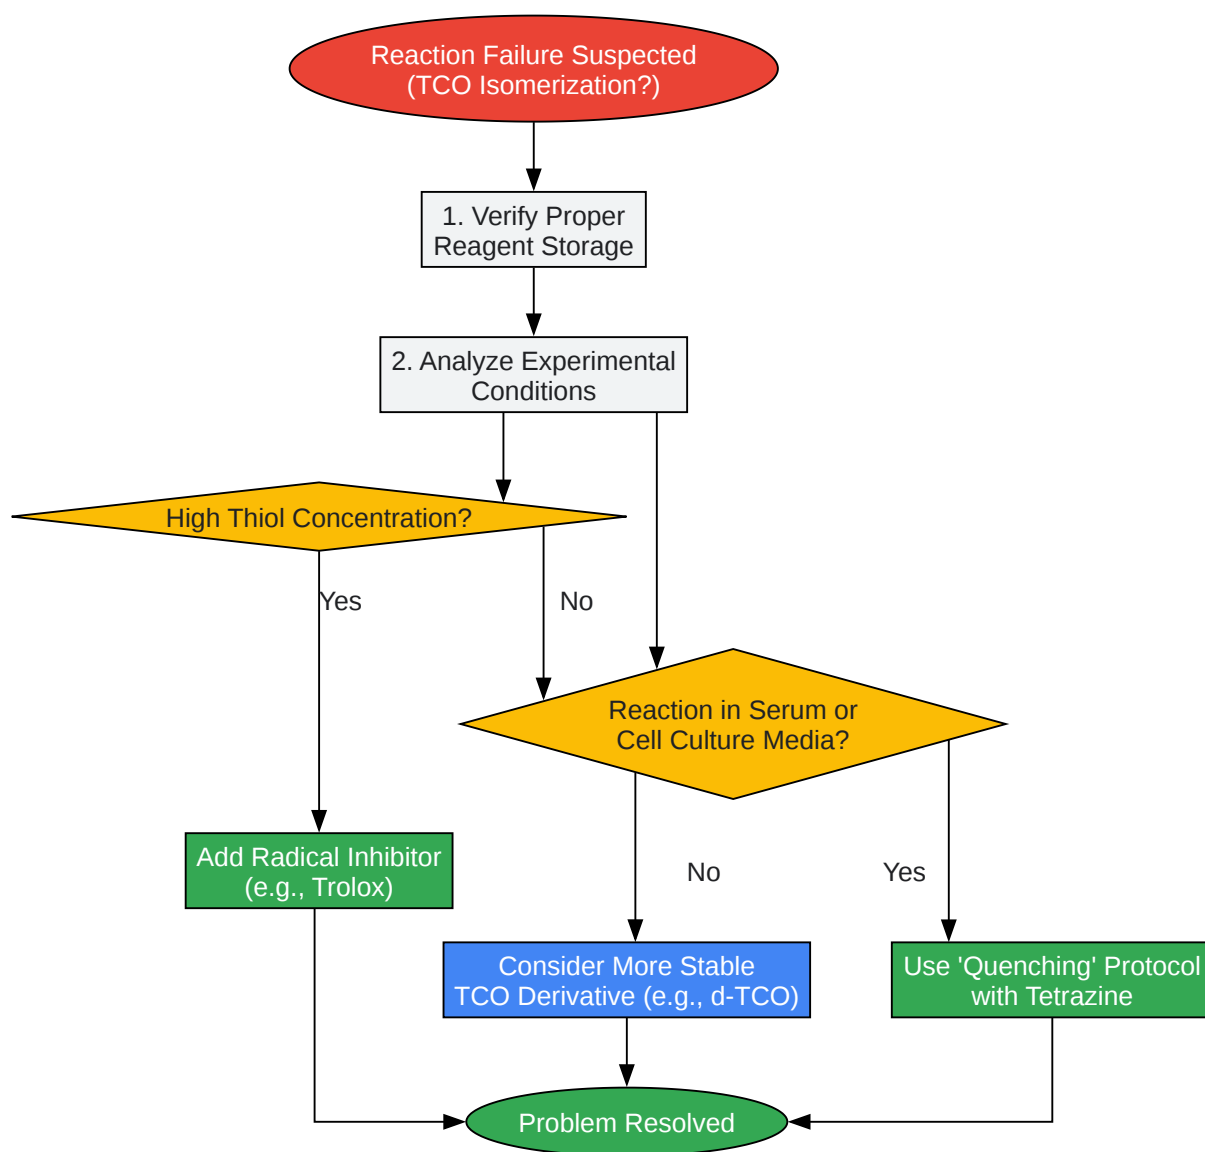 Reaction Failure Suspected
(TCO Isomerization?)
1. Verify Proper
Reagent Storage
2. Analyze Experimental
Conditions
High Thiol Concentration?
Yes
No
Reaction in Serum or
Cell Culture Media?
No
Yes
Add Radical Inhibitor
(e.g., Trolox)
Consider More Stable
TCO Derivative (e.g., d-TCO)
Use 'Quenching' Protocol
with Tetrazine
Problem Resolved